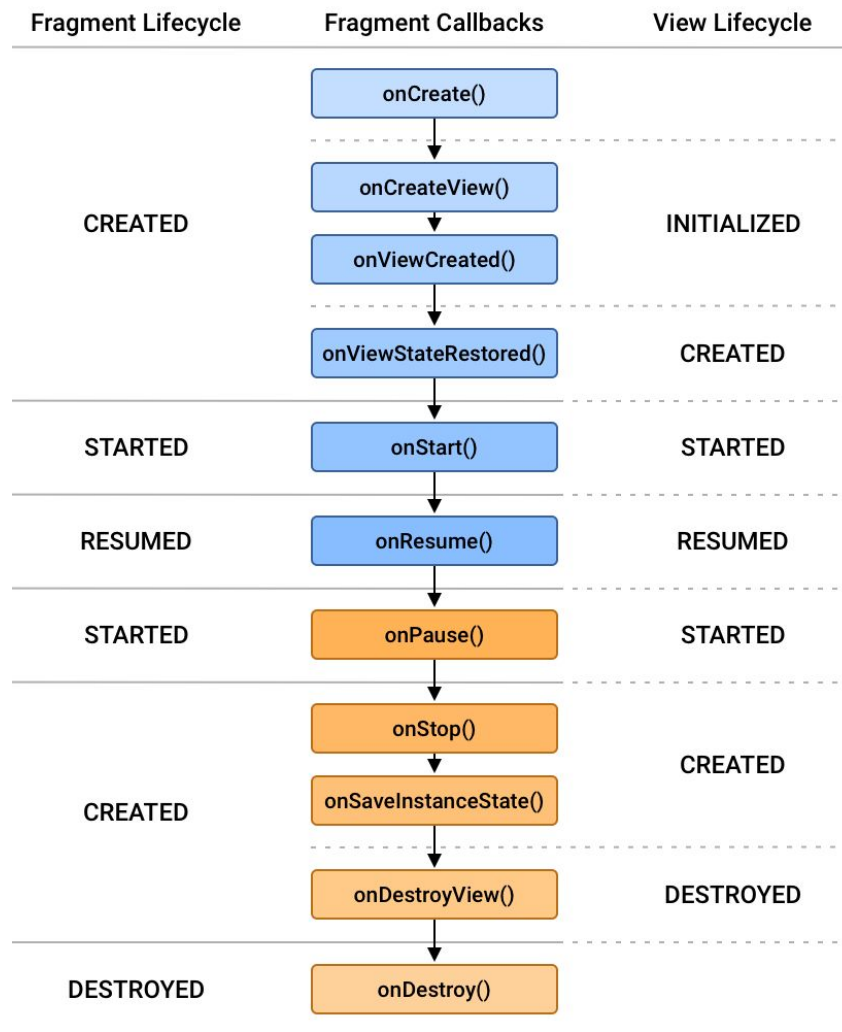 Fragment Lifecycle Fragment Callbacks View Lifecycle
onCreate()
onCreateView()
CREATED INITIALIZED
onViewCreated()
onViewStateRestored() CREATED
STARTED onStart() STARTED
RESUMED onResume() RESUMED
STARTED onPause() STARTED
onStop()
CREATED
onSaveInstanceState()
CREATED
onDestroyView() DESTROYED
DESTROYED onDestroy()